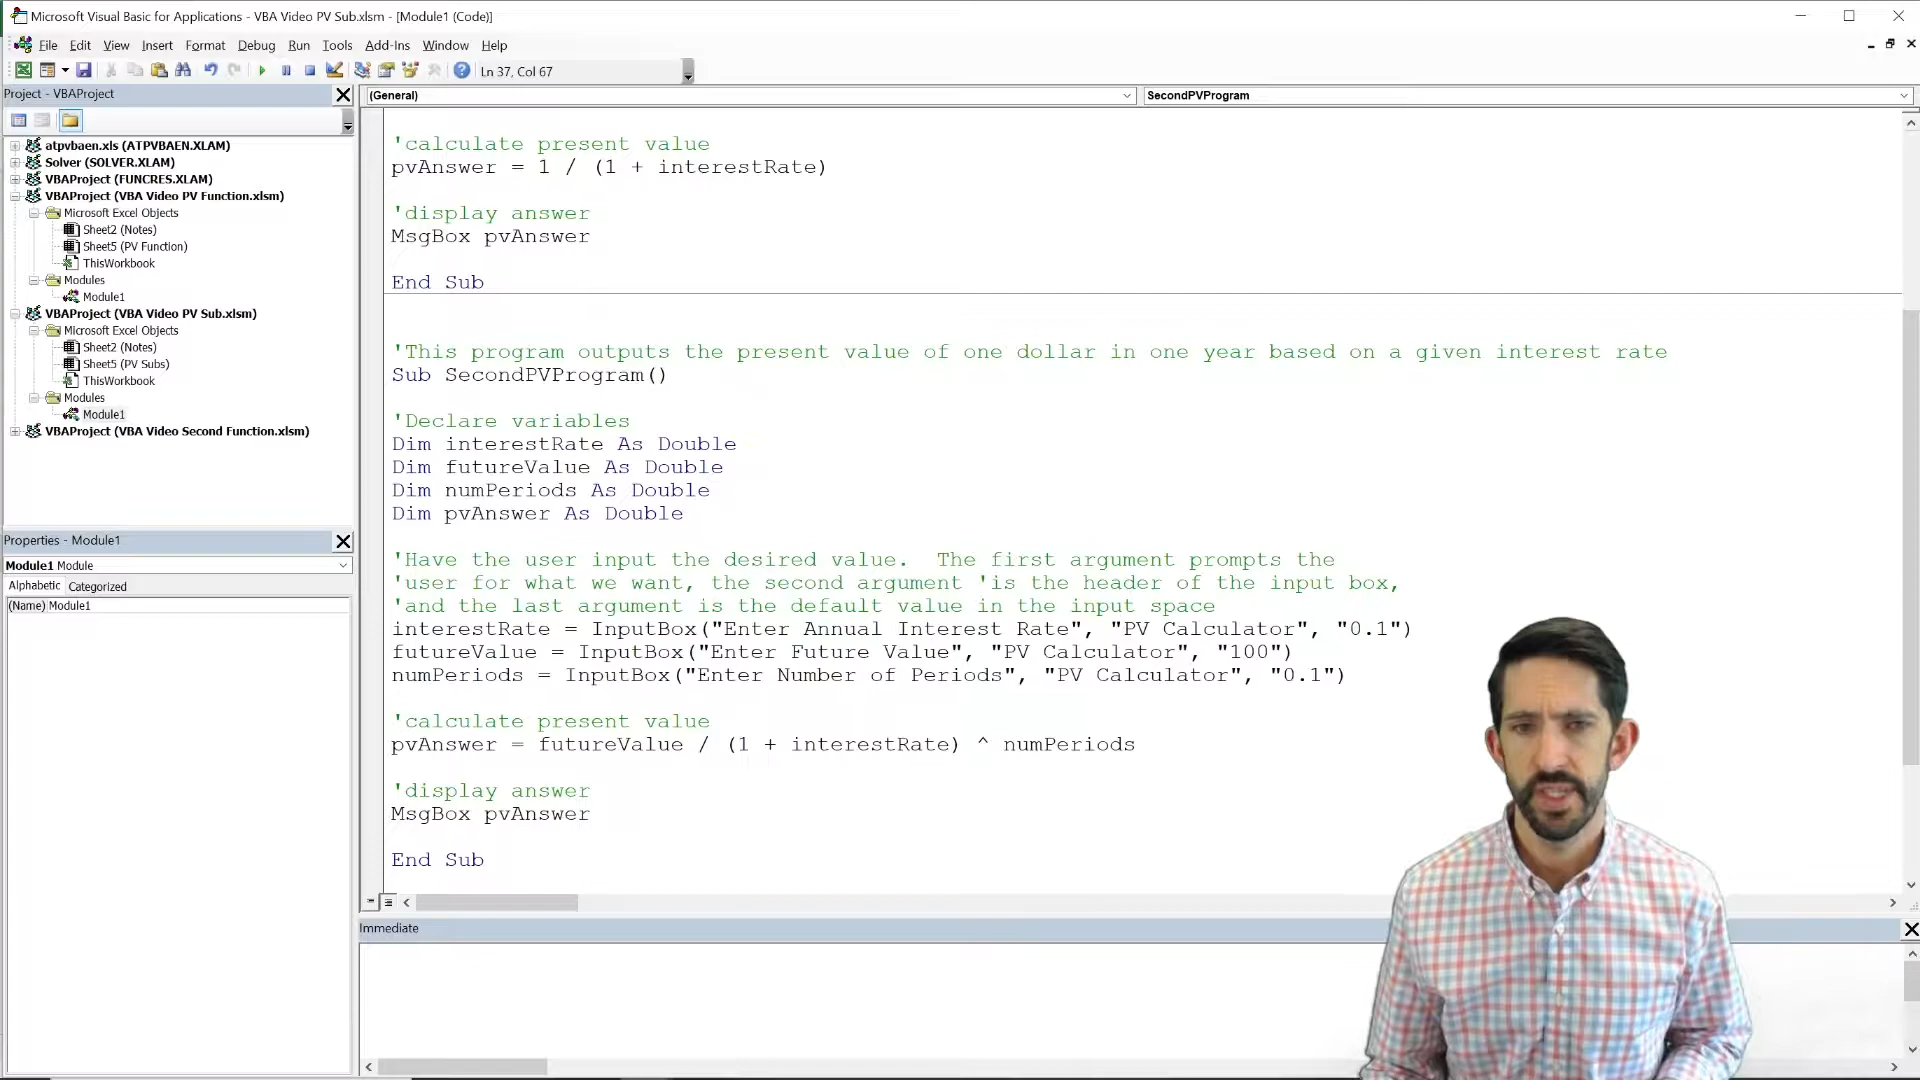 Microsoft Visual Basic for Applications - VBA Video PV Sub.xlsm - [Module1 (Code)]
File Edit View Insert Format Debug Run Tools Add-Ins Window Help
Ln 37, Col 67
Project - VBAProject
atpvbaen.xls (ATPVBAEN.XLAM)
Solver (SOLVER.XLAM)
VBAProject (FUNCRES.XLAM)
VBAProject (VBA Video PV Function.xlsm)
Microsoft Excel Objects
Sheet2 (Notes)
Sheet5 (PV Function)
ThisWorkbook
Modules
Module1
VBAProject (VBA Video PV Sub.xlsm)
Microsoft Excel Objects
Sheet2 (Notes)
Sheet5 (PV Subs)
ThisWorkbook
Modules
Module1
VBAProject (VBA Video Second Function.xlsm)
Properties - Module1
Module1 Module
Alphabetic Categorized
(Name) Module1
(General) SecondPVProgram
'calculate present value
pvAnswer = 1 / (1 + interestRate)
'display answer
MsgBox pvAnswer
End Sub
'This program outputs the present value of one dollar in one year based on a given interest rate
Sub SecondPVProgram()
'Declare variables
Dim interestRate As Double
Dim futureValue As Double
Dim numPeriods As Double
Dim pvAnswer As Double
'Have the user input the desired value.  The first argument prompts the
'user for what we want, the second argument 'is the header of the input box,
'and the last argument is the default value in the input space
interestRate = InputBox("Enter Annual Interest Rate", "PV Calculator", "0.1")
futureValue = InputBox("Enter Future Value", "PV Calculator", "100")
numPeriods = InputBox("Enter Number of Periods", "PV Calculator", "0.1")
'calculate present value
pvAnswer = futureValue / (1 + interestRate) ^ numPeriods
'display answer
MsgBox pvAnswer
End Sub
Immediate